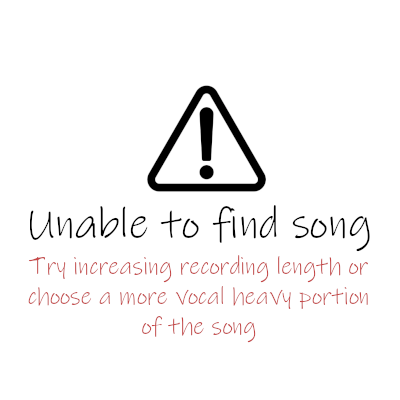 Unable to find song
Try increasing recording length or
choose a more vocal heavy portion
of the song